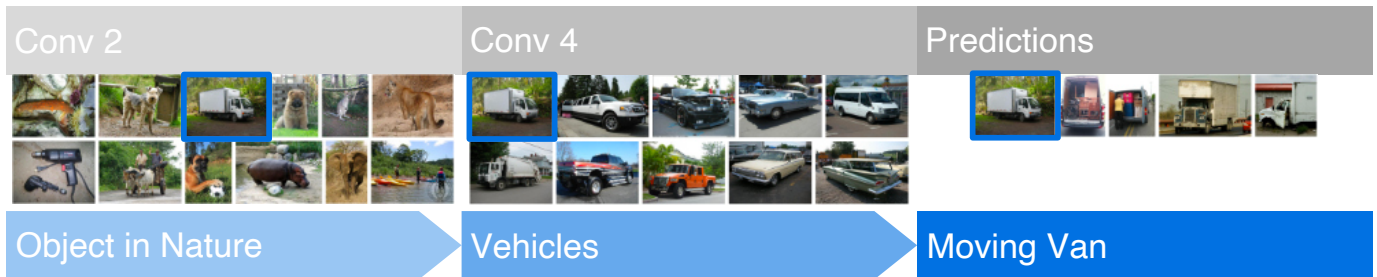 Conv 2
Conv 4
Predictions
Object in Nature
Vehicles
Moving Van